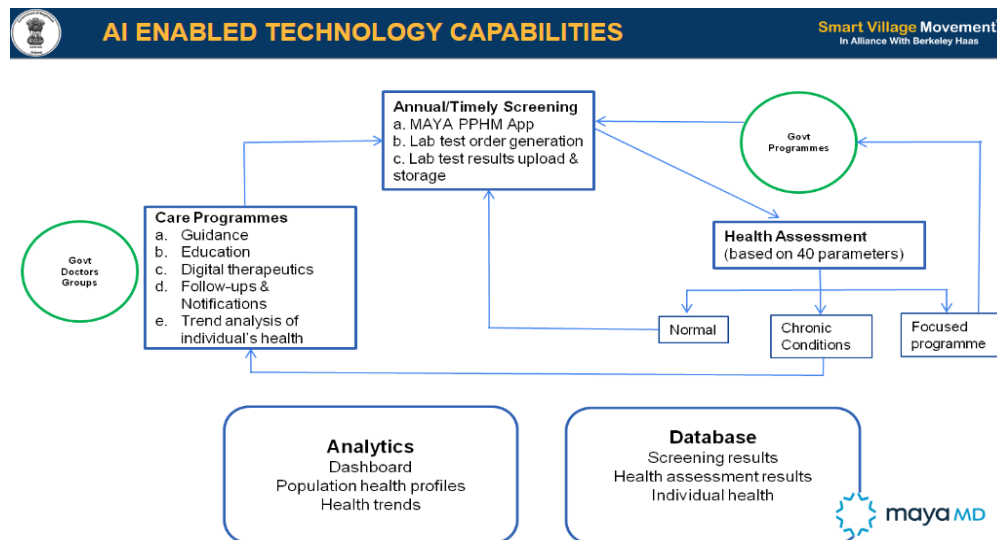 AI ENABLED TECHNOLOGY CAPABILITIES
Smart Village Movement
In Alliance With Berkeley Haas
Annual/Timely Screening
a. MAYA PPHM App
b. Lab test order generation
c. Lab test results upload &
storage
Govt
Programmes
Care Programmes
a. Guidance
b. Education
c. Digital therapeutics
d. Follow-ups &
Notifications
e. Trend analysis of
individual's health
Govt
Doctors
Groups
Health Assessment
(based on 40 parameters)
Normal
Chronic
Conditions
Focused
programme
Analytics
Dashboard
Population health profiles
Health trends
Database
Screening results
Health assessment results
Individual health
maya MD